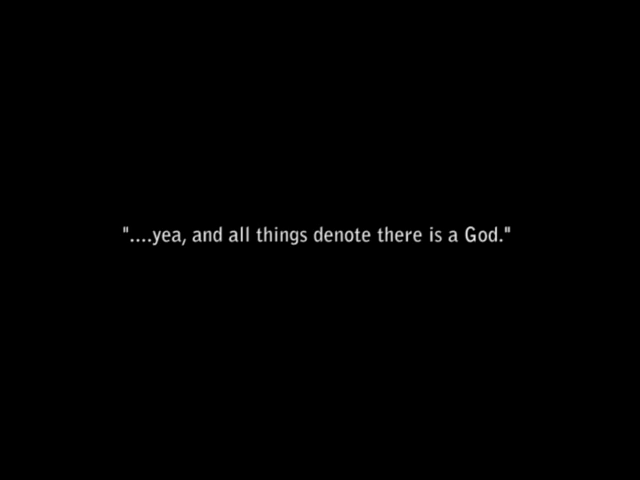 "....yea, and all things denote there is a God."